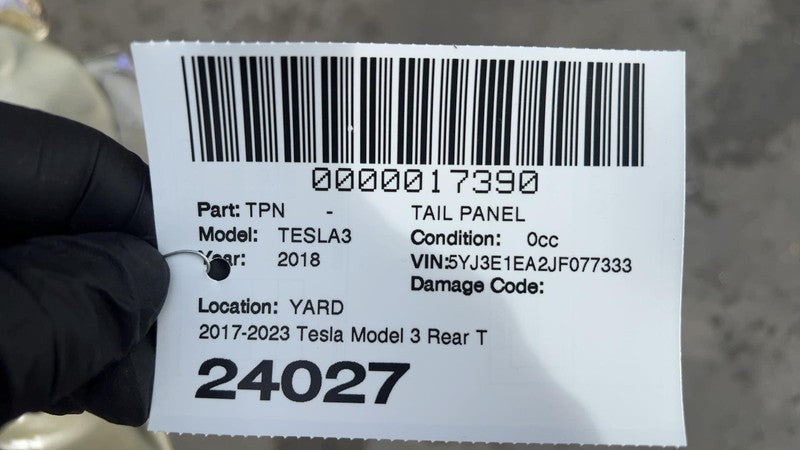 0000017390
Part: TPN - TAIL PANEL
Model: TESLA3 Condition: 0cc
Year: 2018 VIN:5YJ3E1EA2JF077333
Damage Code:
Location: YARD
2017-2023 Tesla Model 3 Rear T
24027